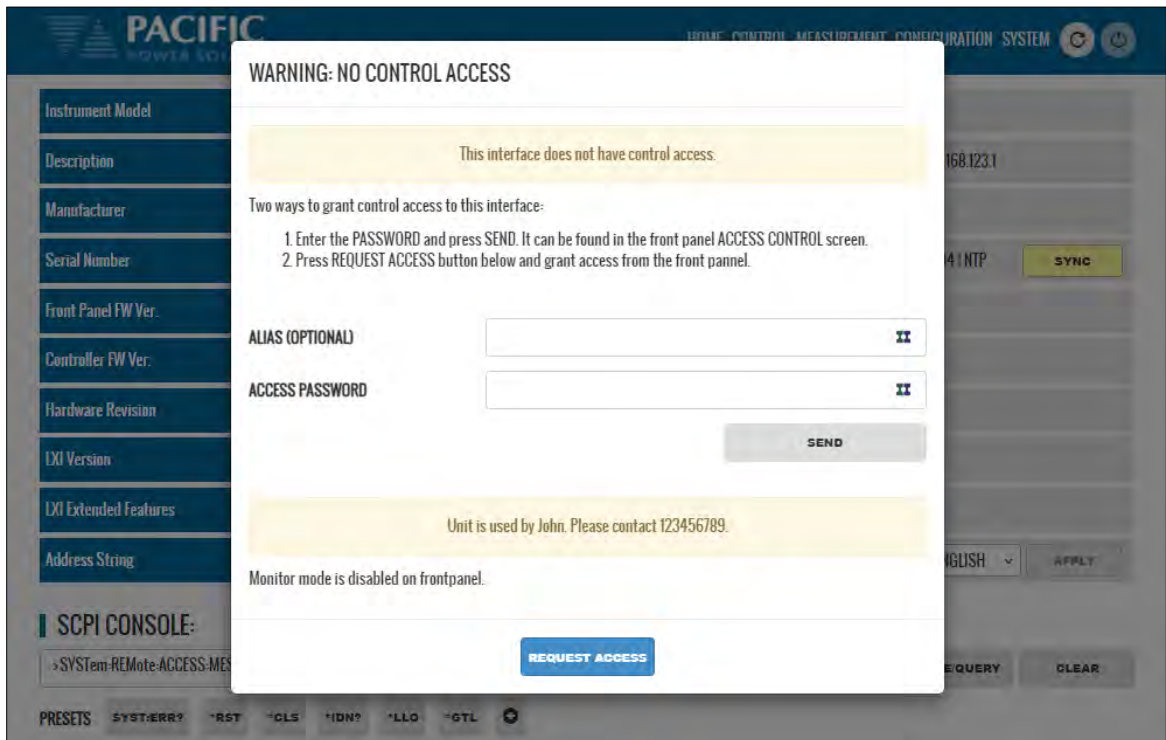 PACIFIC
HOME CONTROL MEASUREMENT CONFIGURATION SYSTEM
WARNING: NO CONTROL ACCESS
Instrument Model
This interface does not have control access.
Description
168.123.1
Manufacturer
Two ways to grant control access to this interface:
1. Enter the PASSWORD and press SEND. It can be found in the front panel ACCESS CONTROL screen.
2. Press REQUEST ACCESS button below and grant access from the front pannel.
Serial Number
4 | NTP
SYNC
Front Panel FW Ver.
ALIAS (OPTIONAL)
Controller FW Ver.
ACCESS PASSWORD
Hardware Revision
SEND
LXI Version
LXI Extended Features
Unit is used by John. Please contact 123456789.
Address String
GLISH
APPLY
Monitor mode is disabled on frontpanel.
SCPI CONSOLE:
>SYSTem:REMote:ACCESS:MES
REQUEST ACCESS
E QUERY
CLEAR
PRESETS SYST:ERR? *RST *CLS *IDN? *LLO *GTL